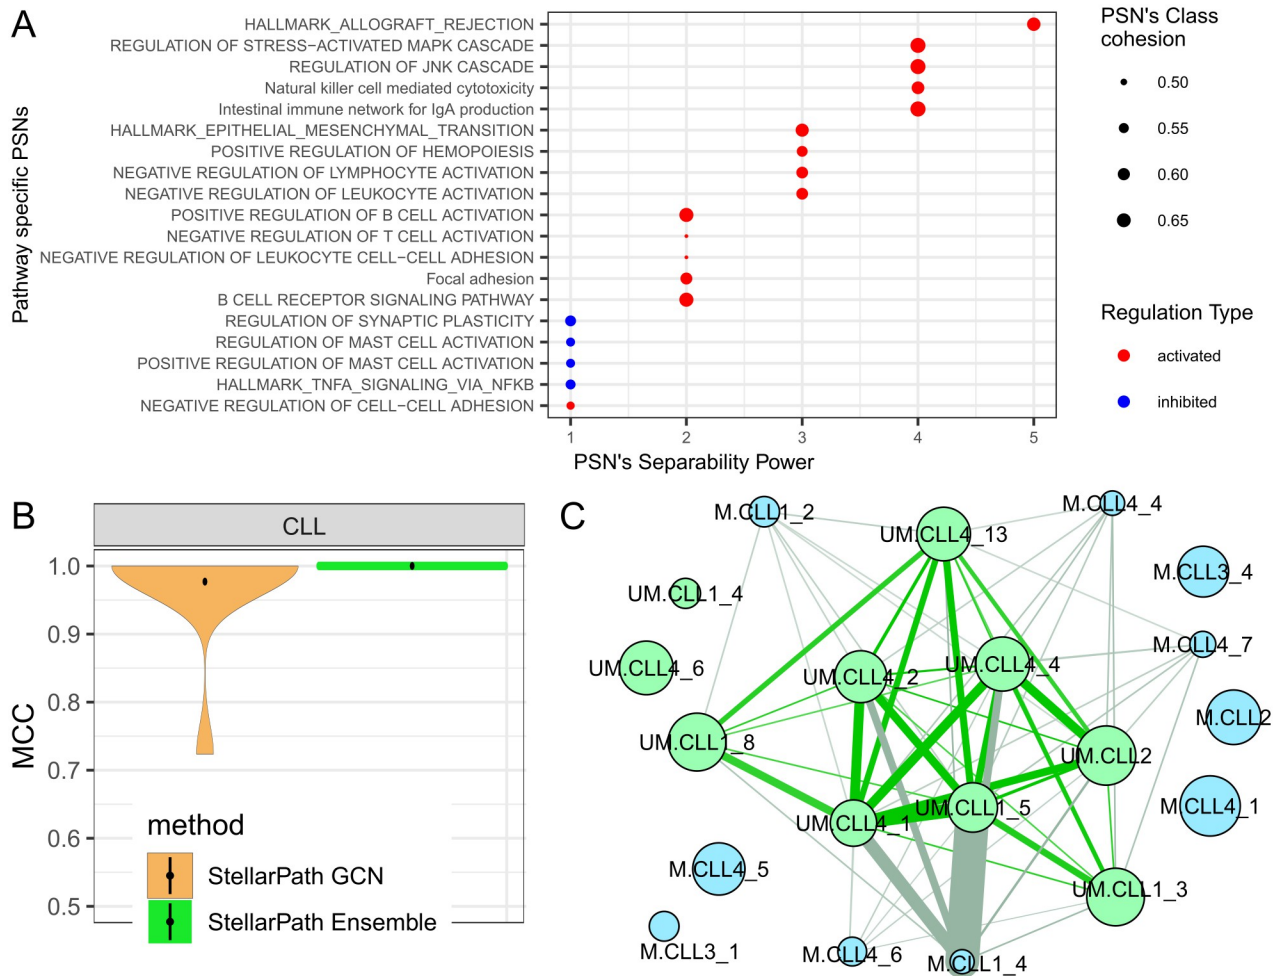 A
Pathway specific PSNs
HALLMARK_ALLOGRAFT_REJECTION
REGULATION OF STRESS−ACTIVATED MAPK CASCADE
REGULATION OF JNK CASCADE
Natural killer cell mediated cytotoxicity
Intestinal immune network for IgA production
HALLMARK_EPITHELIAL_MESENCHYMAL_TRANSITION
POSITIVE REGULATION OF HEMOPOIESIS
NEGATIVE REGULATION OF LYMPHOCYTE ACTIVATION
NEGATIVE REGULATION OF LEUKOCYTE ACTIVATION
POSITIVE REGULATION OF B CELL ACTIVATION
NEGATIVE REGULATION OF T CELL ACTIVATION
NEGATIVE REGULATION OF LEUKOCYTE CELL−CELL ADHESION
Focal adhesion
B CELL RECEPTOR SIGNALING PATHWAY
REGULATION OF SYNAPTIC PLASTICITY
REGULATION OF MAST CELL ACTIVATION
POSITIVE REGULATION OF MAST CELL ACTIVATION
HALLMARK_TNFA_SIGNALING_VIA_NFKB
NEGATIVE REGULATION OF CELL−CELL ADHESION
1 2 3 4 5
PSN's Separability Power
PSN's Class
cohesion
0.50
0.55
0.60
0.65
Regulation Type
activated
inhibited
B
CLL
MCC
1.0
0.9
0.8
0.7
0.6
0.5
method
StellarPath GCN
StellarPath Ensemble
C
M.CLL1_2
M.CLL4_4
UM.CLL4_13
M.CLL3_4
UM.CLL1_4
M.CLL4_7
UM.CLL4_6
UM.CLL4_2
UM.CLL4_4
M.CLL2
UM.CLL1_8
UM.CLL2
M.CLL4_1
UM.CLL4_1
UM.CLL1_5
M.CLL4_5
UM.CLL1_3
M.CLL3_1
M.CLL4_6
M.CLL1_4